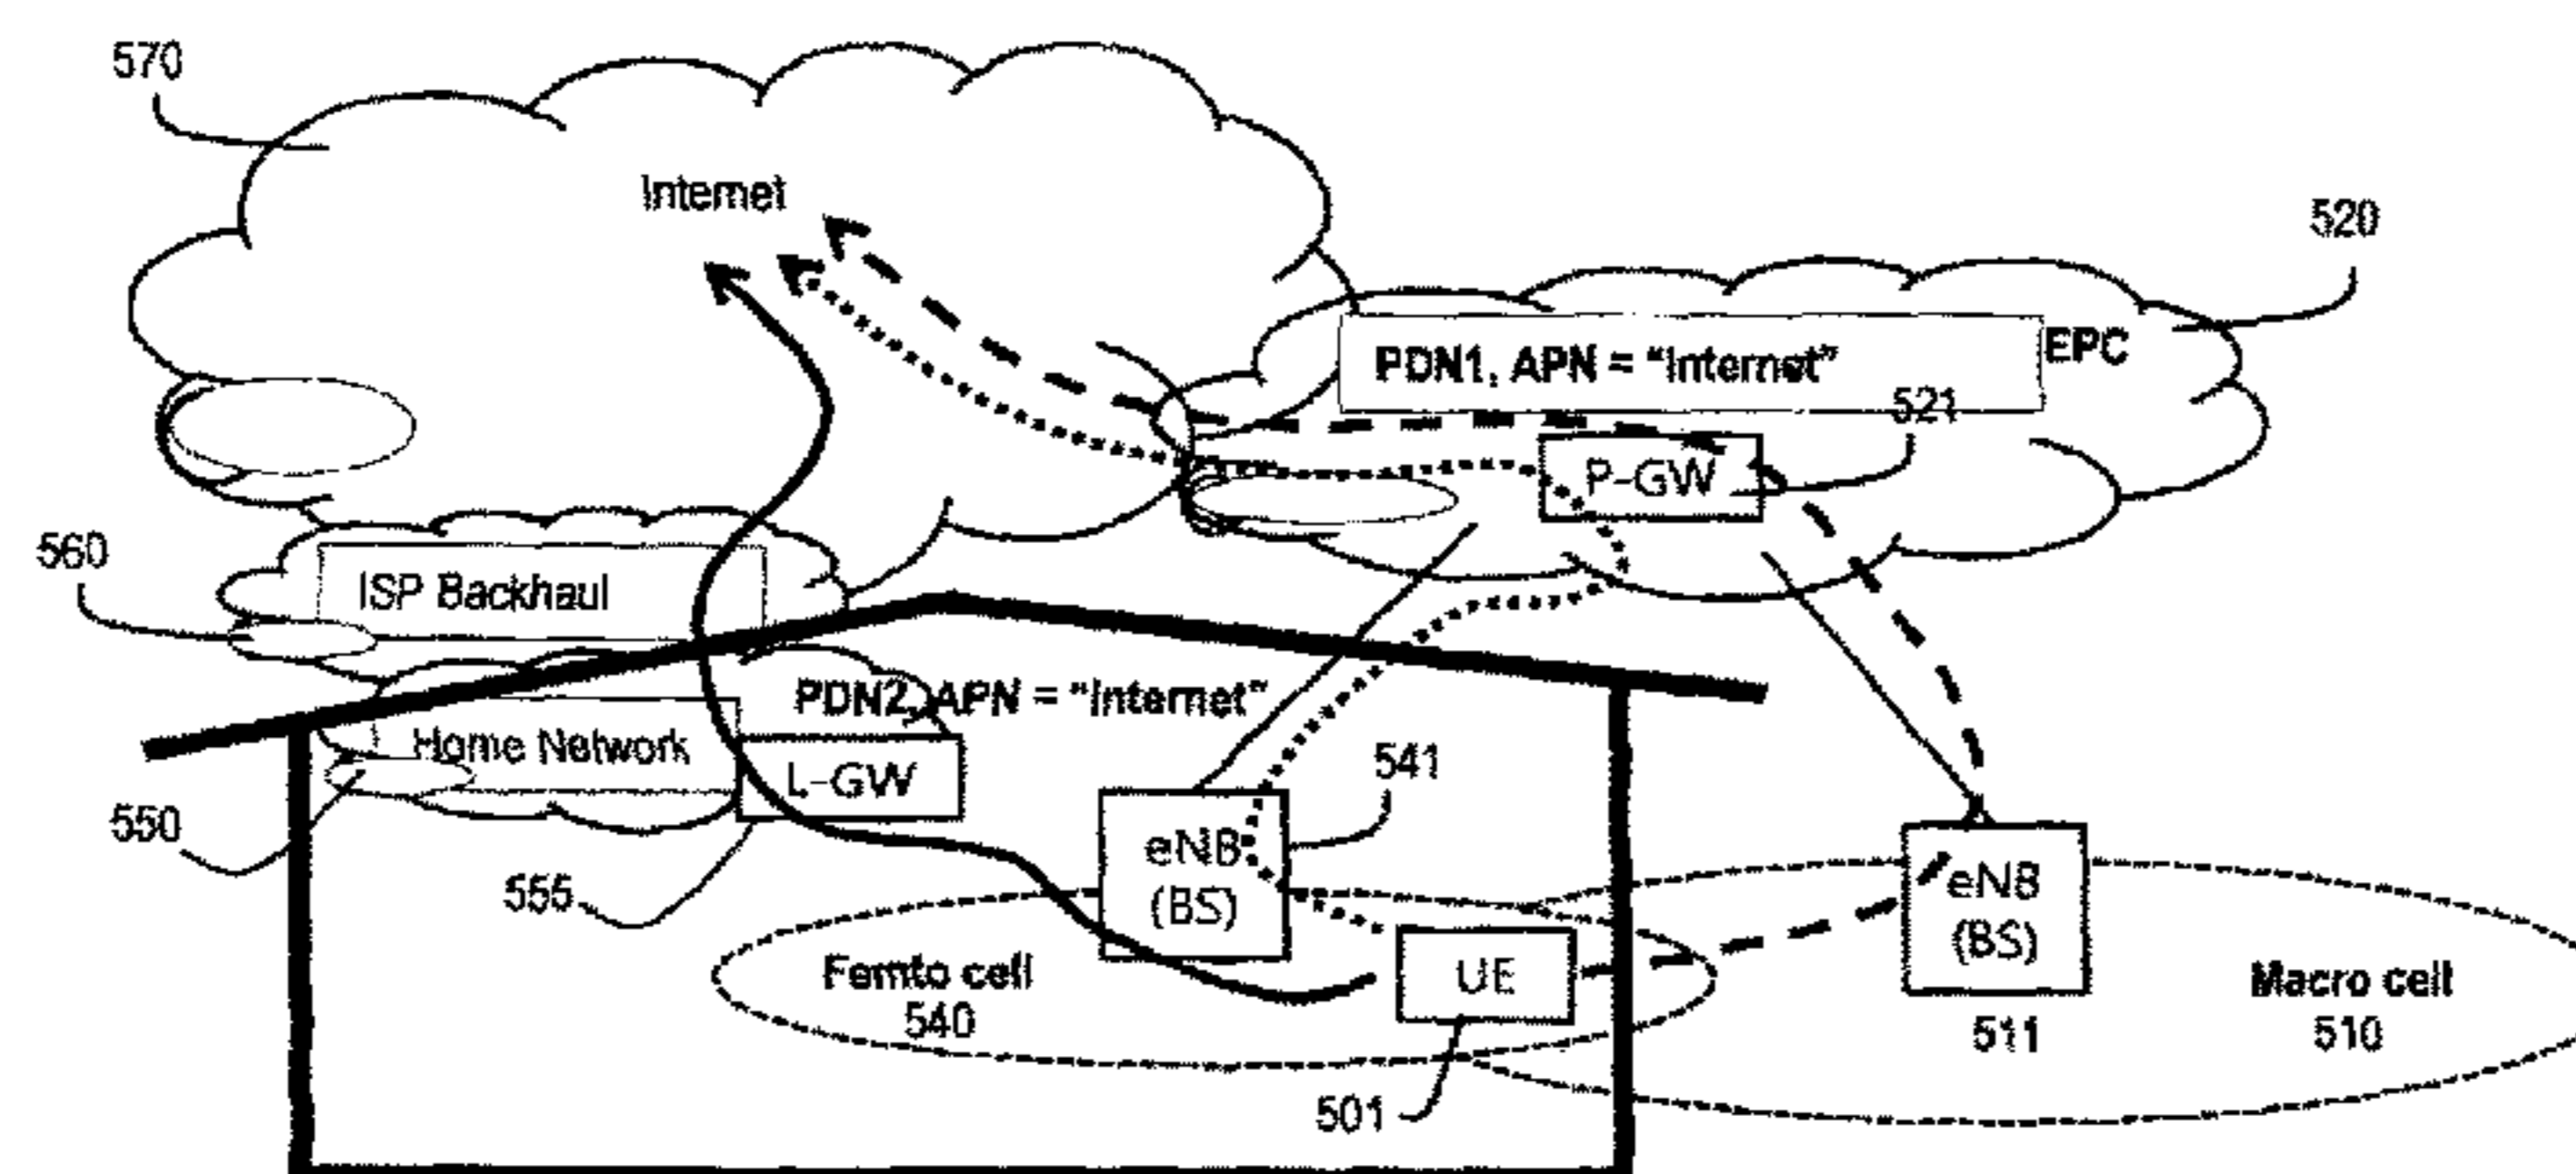 570
Internet
520
PDN1, APN = "Internet"
EPC
521
P-GW
560
ISP Backhaul
PDN2, APN = "Internet"
Home Network
L-GW
541
550
555
eNB
(BS)
eNB
(BS)
Femto cell
540
UE
511
Macro cell
510
501